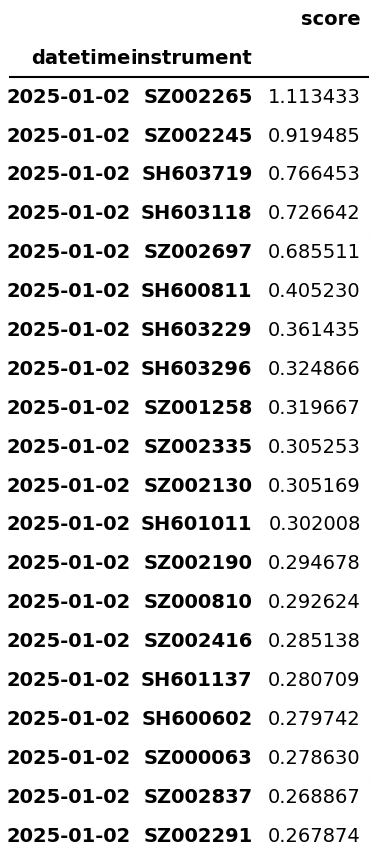 score
datetime instrument
2025-01-02 SZ002265 1.113433
2025-01-02 SZ002245 0.919485
2025-01-02 SH603719 0.766453
2025-01-02 SH603118 0.726642
2025-01-02 SZ002697 0.685511
2025-01-02 SH600811 0.405230
2025-01-02 SH603229 0.361435
2025-01-02 SH603296 0.324866
2025-01-02 SZ001258 0.319667
2025-01-02 SZ002335 0.305253
2025-01-02 SZ002130 0.305169
2025-01-02 SH601011 0.302008
2025-01-02 SZ002190 0.294678
2025-01-02 SZ000810 0.292624
2025-01-02 SZ002416 0.285138
2025-01-02 SH601137 0.280709
2025-01-02 SH600602 0.279742
2025-01-02 SZ000063 0.278630
2025-01-02 SZ002837 0.268867
2025-01-02 SZ002291 0.267874